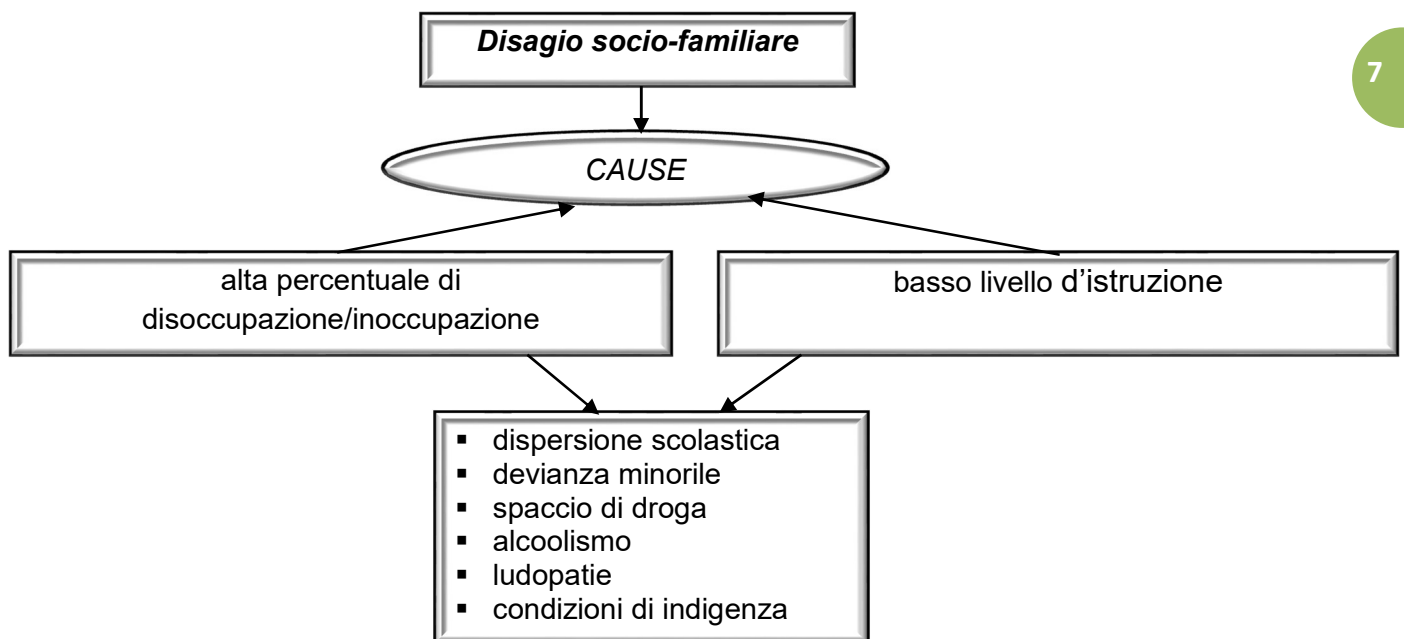 Disagio socio-familiare
7
CAUSE
alta percentuale di
disoccupazione/inoccupazione
basso livello d’istruzione
▪ dispersione scolastica
▪ devianza minorile
▪ spaccio di droga
▪ alcoolismo
▪ ludopatie
▪ condizioni di indigenza